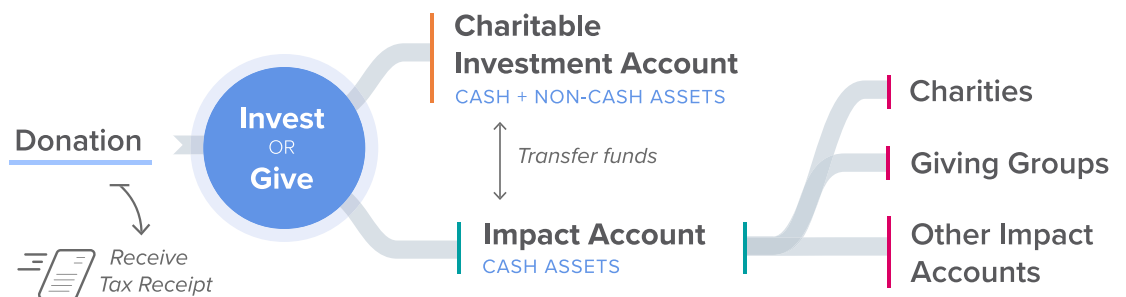 Donation
Receive
Tax Receipt
Invest
OR
Give
Charitable
Investment Account
CASH + NON-CASH ASSETS
Transfer funds
Impact Account
CASH ASSETS
Charities
Giving Groups
Other Impact
Accounts